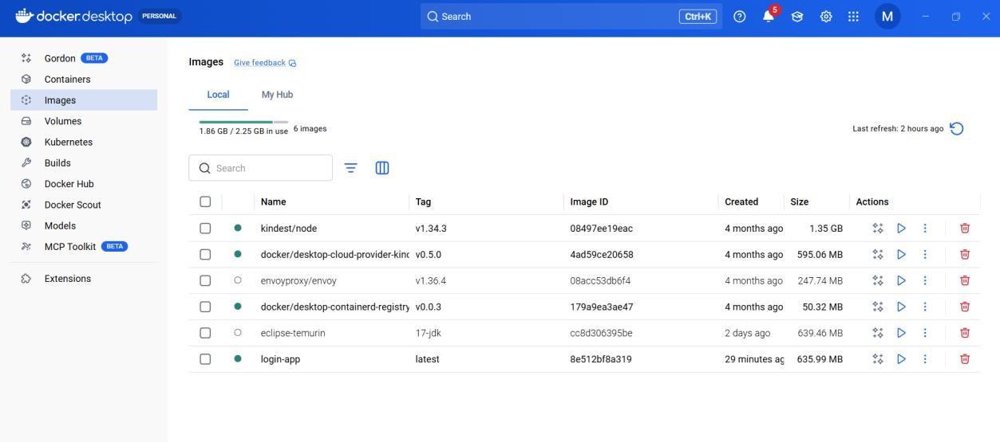 docker.desktop PERSONAL Search Ctrl+K 5 M
Gordon BETA
Containers
Images
Volumes
Kubernetes
Builds
Docker Hub
Docker Scout
Models
MCP Toolkit BETA
Extensions
Images Give feedback
Local My Hub
1.86 GB / 2.25 GB in use 6 images Last refresh: 2 hours ago
Search
Name Tag Image ID Created Size Actions
kindest/node v1.34.3 08497ee19eac 4 months ago 1.35 GB
docker/desktop-cloud-provider-kind v0.5.0 4ad59ce20658 4 months ago 595.06 MB
envoyproxy/envoy v1.36.4 08acc53db6f4 4 months ago 247.74 MB
docker/desktop-containerd-registry v0.0.3 179a9ea3ae47 4 months ago 50.32 MB
eclipse-temurin 17-jdk cc8d306395be 2 days ago 639.46 MB
login-app latest 8e512bf8a319 29 minutes ag 635.99 MB